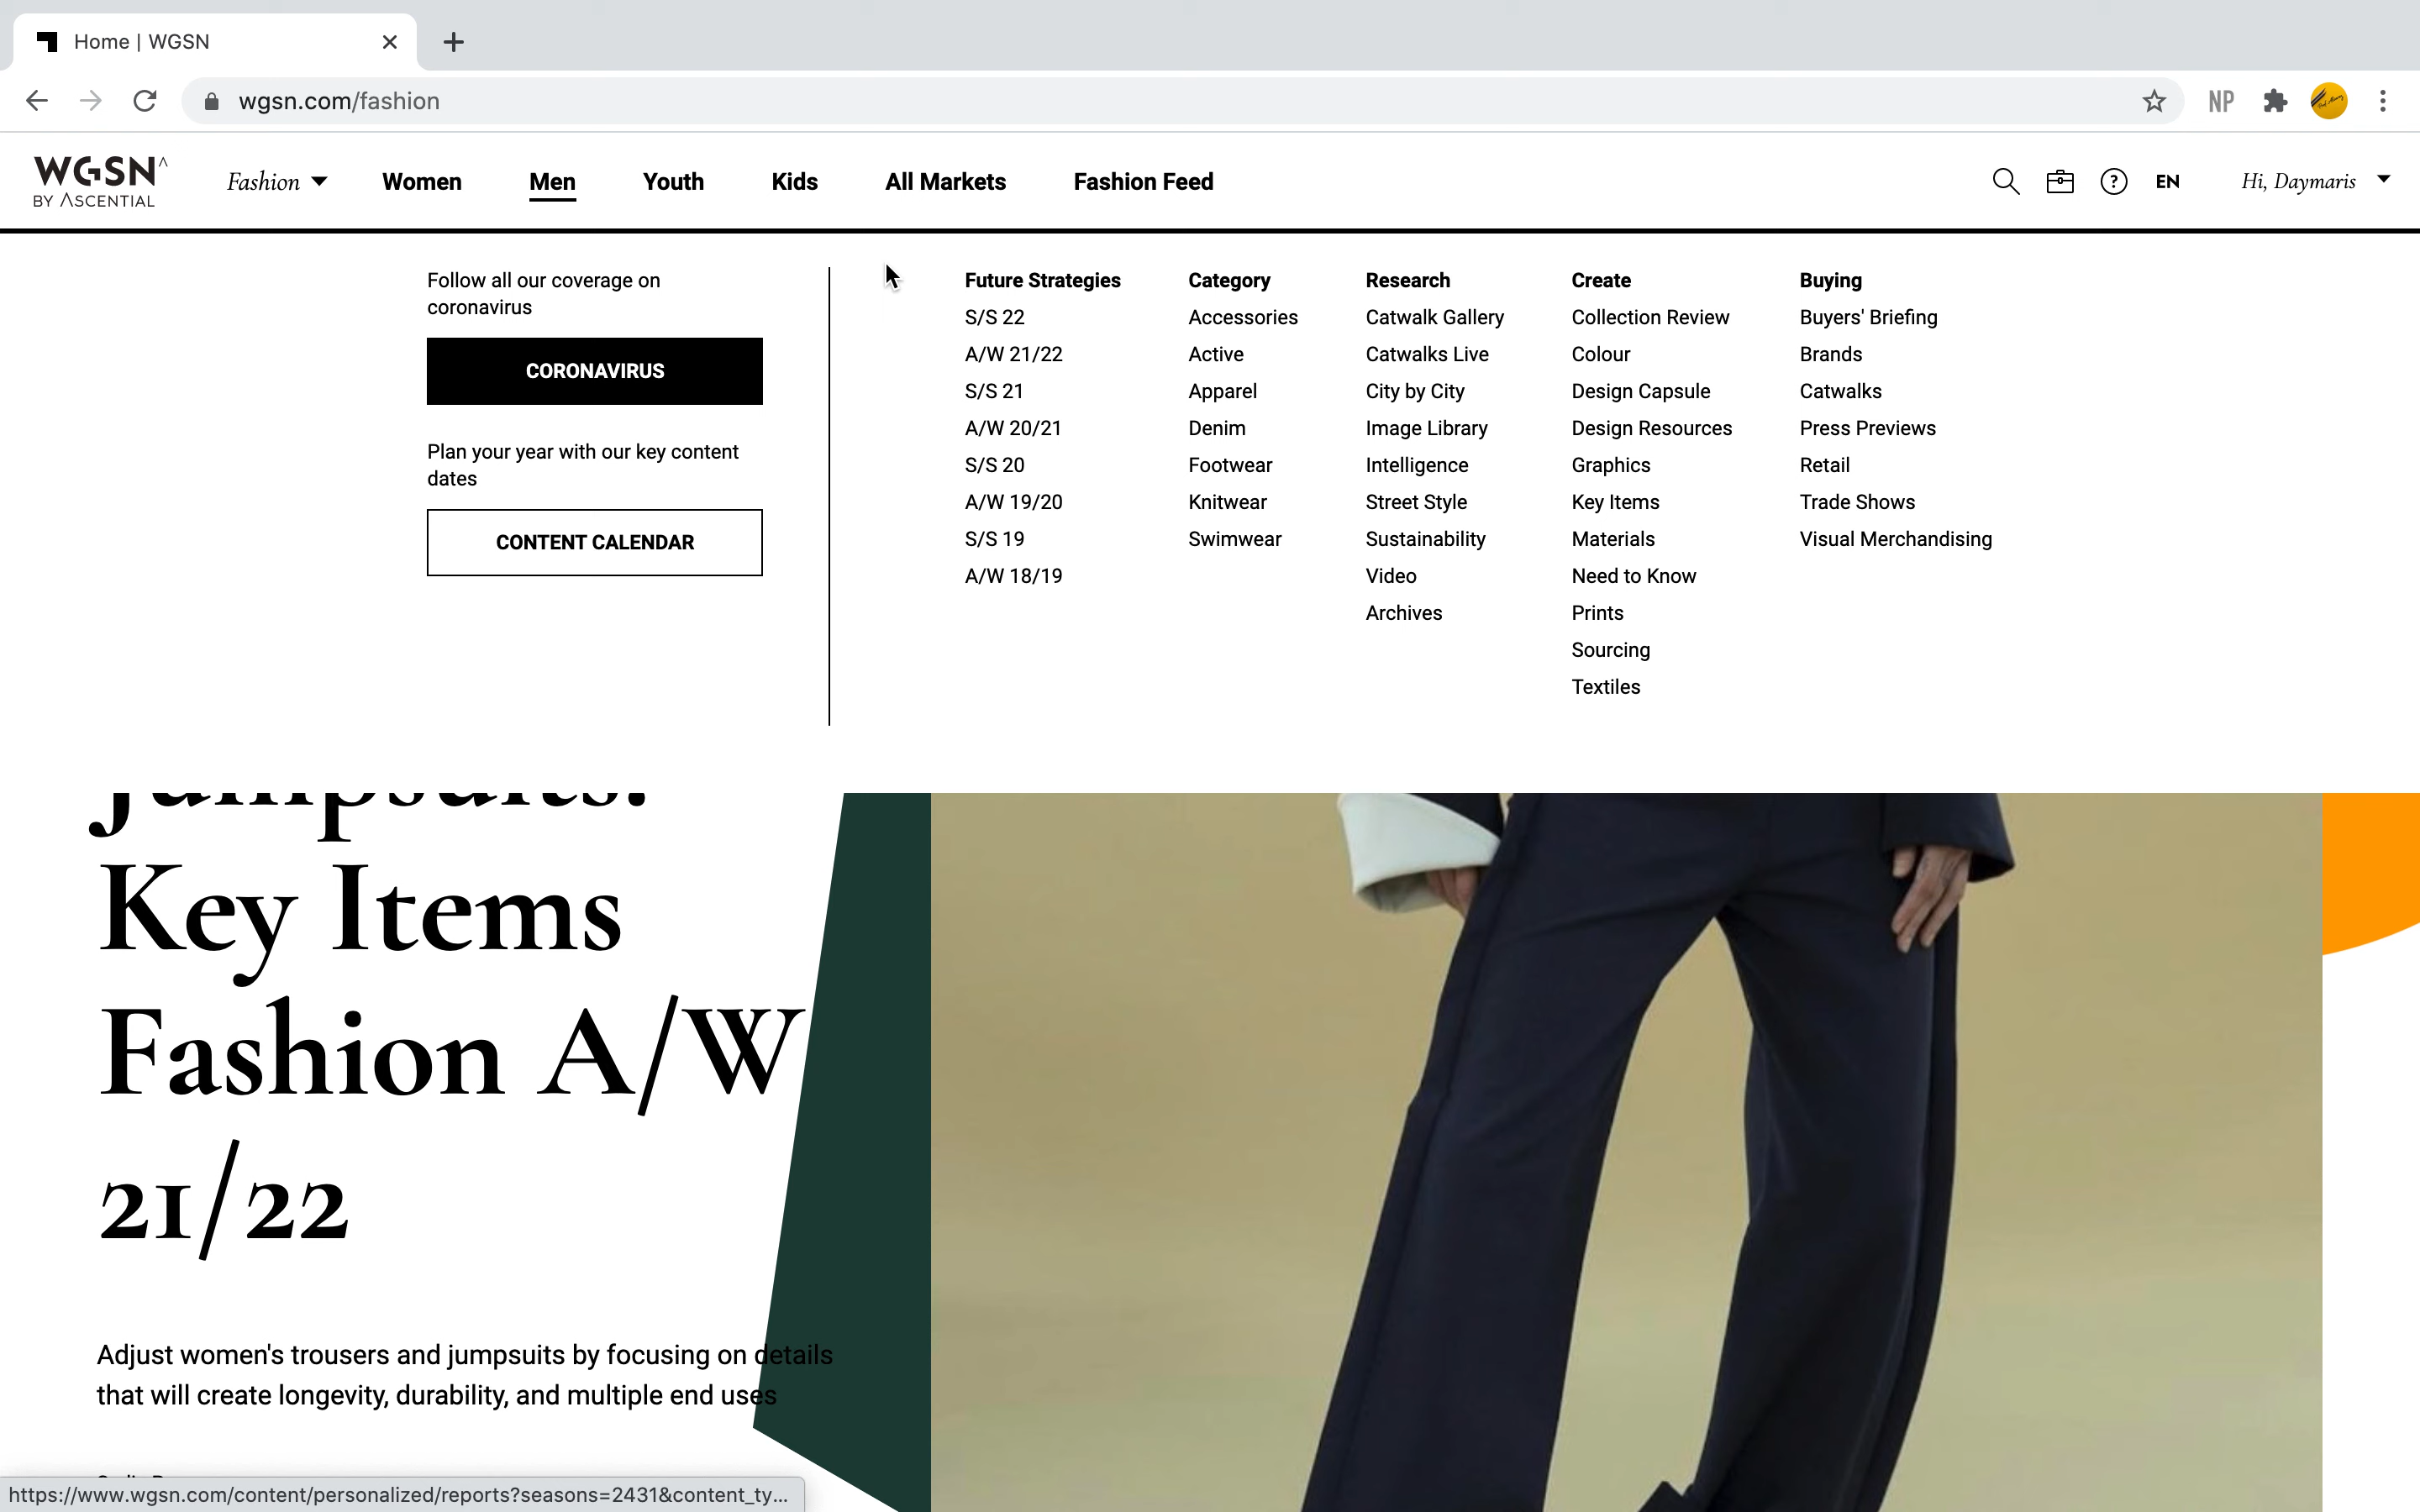 Home | WGSN
wgsn.com/fashion
NP
WGSN
BY ASCENTIAL
Fashion
Women
Men
Youth
Kids
All Markets
Fashion Feed
EN
Hi, Daymaris
Follow all our coverage on
coronavirus
CORONAVIRUS
Plan your year with our key content
dates
CONTENT CALENDAR
Future Strategies
S/S 22
A/W 21/22
S/S 21
A/W 20/21
S/S 20
A/W 19/20
S/S 19
A/W 18/19
Category
Accessories
Active
Apparel
Denim
Footwear
Knitwear
Swimwear
Research
Catwalk Gallery
Catwalks Live
City by City
Image Library
Intelligence
Street Style
Sustainability
Video
Archives
Create
Collection Review
Colour
Design Capsule
Design Resources
Graphics
Key Items
Materials
Need to Know
Prints
Sourcing
Textiles
Buying
Buyers' Briefing
Brands
Catwalks
Press Previews
Retail
Trade Shows
Visual Merchandising
Jumpsuits:
Key Items
Fashion A/W
21/22
Adjust women's trousers and jumpsuits by focusing on details
that will create longevity, durability, and multiple end uses
https://www.wgsn.com/content/personalized/reports?seasons=2431&content_ty...